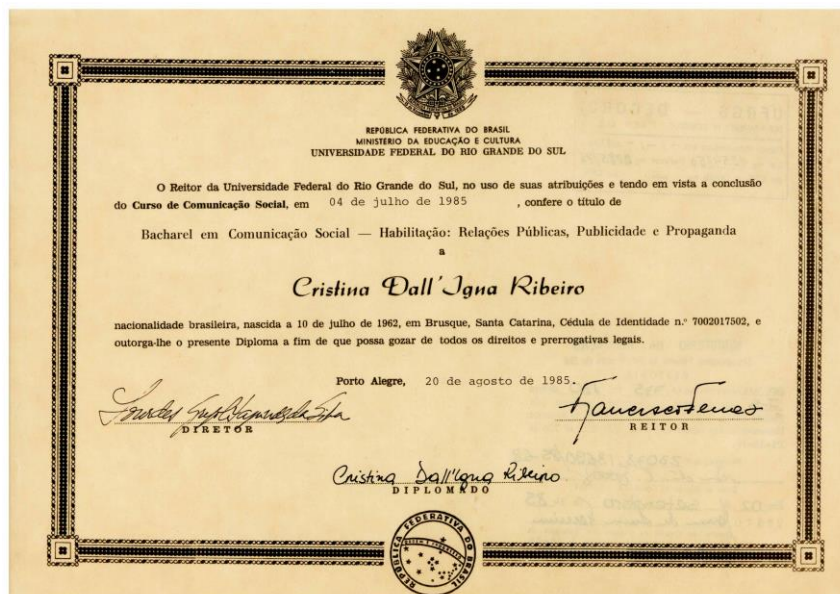 REPÚBLICA FEDERATIVA DO BRASIL
MINISTÉRIO DA EDUCAÇÃO E CULTURA
UNIVERSIDADE FEDERAL DO RIO GRANDE DO SUL
O Reitor da Universidade Federal do Rio Grande do Sul, no uso de suas atribuições e tendo em vista a conclusão
do Curso de Comunicação Social, em 04 de julho de 1985 , confere o título de
Bacharel em Comunicação Social — Habilitação: Relações Públicas, Publicidade e Propaganda
a
Cristina Dall'Igna Ribeiro
nacionalidade brasileira, nascida a 10 de julho de 1962, em Brusque, Santa Catarina, Cédula de Identidade n.º 7002017502, e
outorga-lhe o presente Diploma a fim de que possa gozar de todos os direitos e prerrogativas legais.
Porto Alegre, 20 de agosto de 1985.
Lourdes
DIRETOR
Francisco Ferraz
REITOR
Cristina Dall'Igna Ribeiro
DIPLOMADO
REPÚBLICA FEDERATIVA DO BRASIL